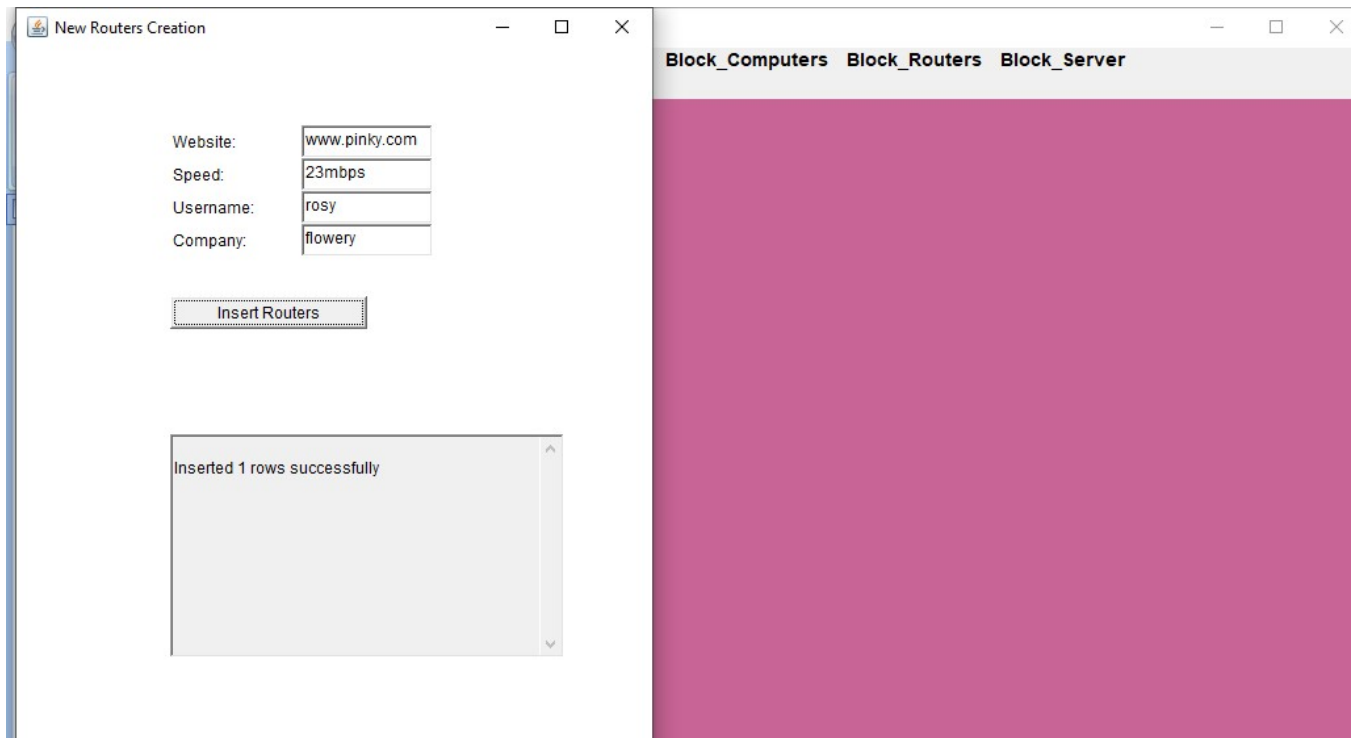 New Routers Creation
Block_Computers Block_Routers Block_Server
Website: www.pinky.com
Speed: 23mbps
Username: rosy
Company: flowery
Insert Routers
Inserted 1 rows successfully